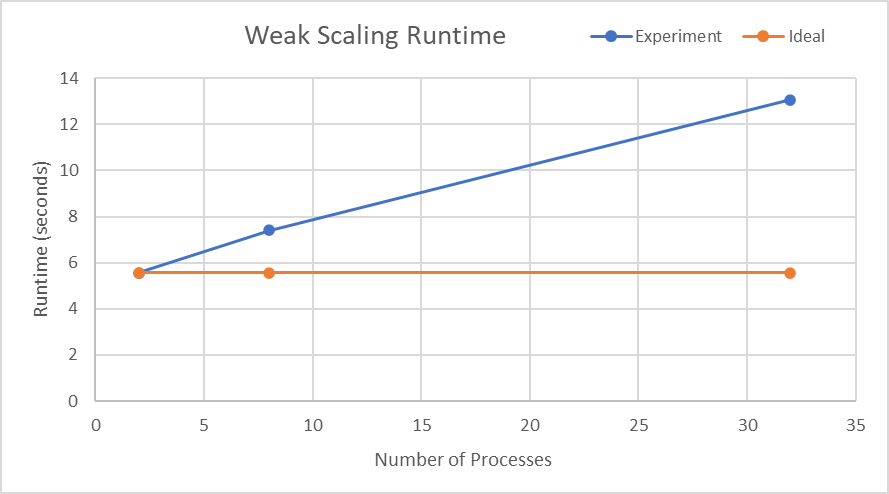 Weak Scaling Runtime
Experiment
Ideal
14
12
10
8
6
4
2
0
Runtime (seconds)
0 5 10 15 20 25 30 35
Number of Processes